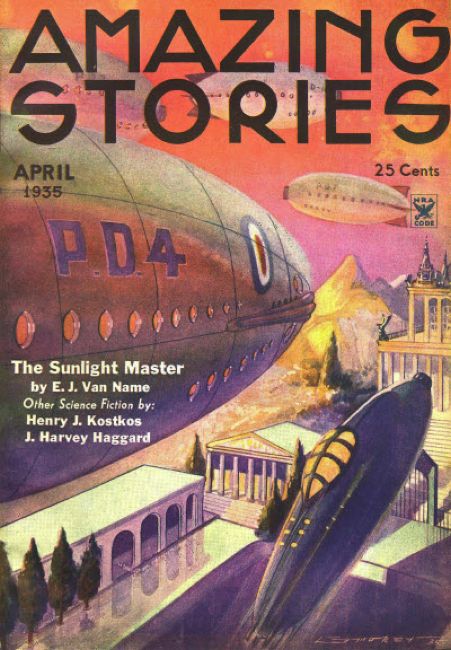 AMAZING
STORIES
APRIL
1935
25 Cents
NRA
CODE
P.D.4
The Sunlight Master
by E. J. Van Name
Other Science Fiction by:
Henry J. Kostkos
J. Harvey Haggard